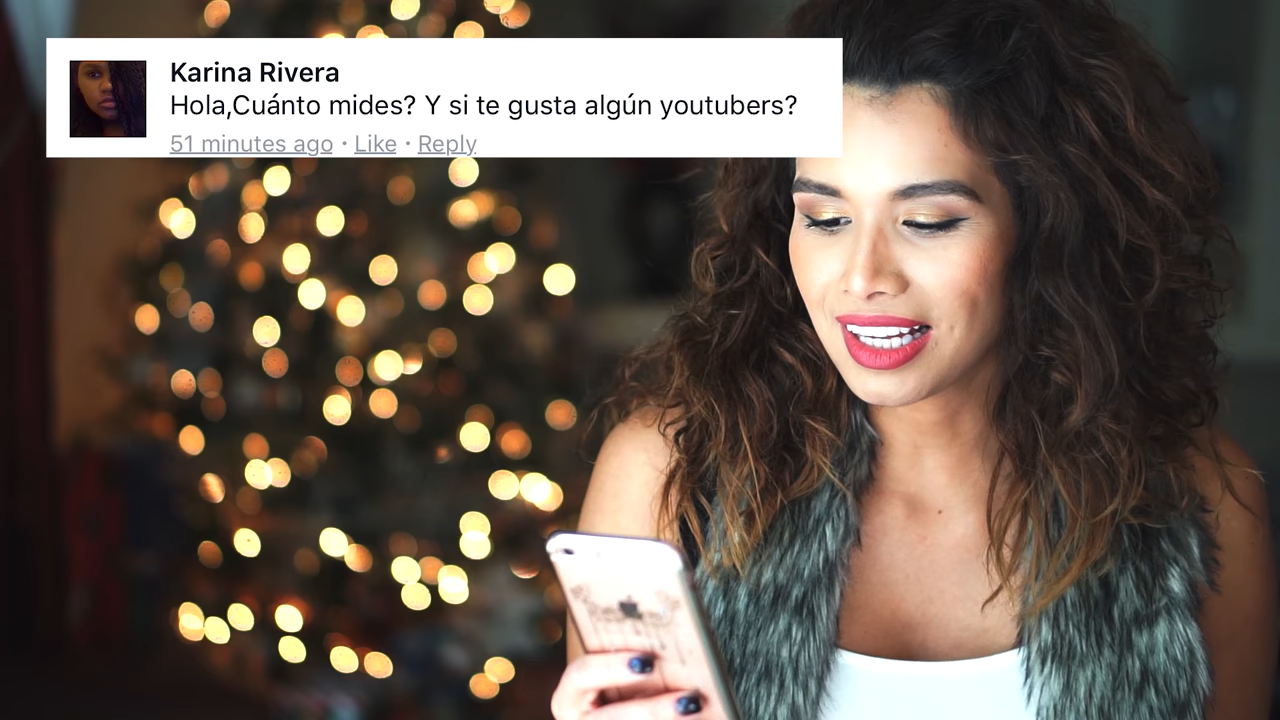 Karina Rivera
Hola,Cuánto mides? Y si te gusta algún youtubers?
51 minutes ago · Like · Reply